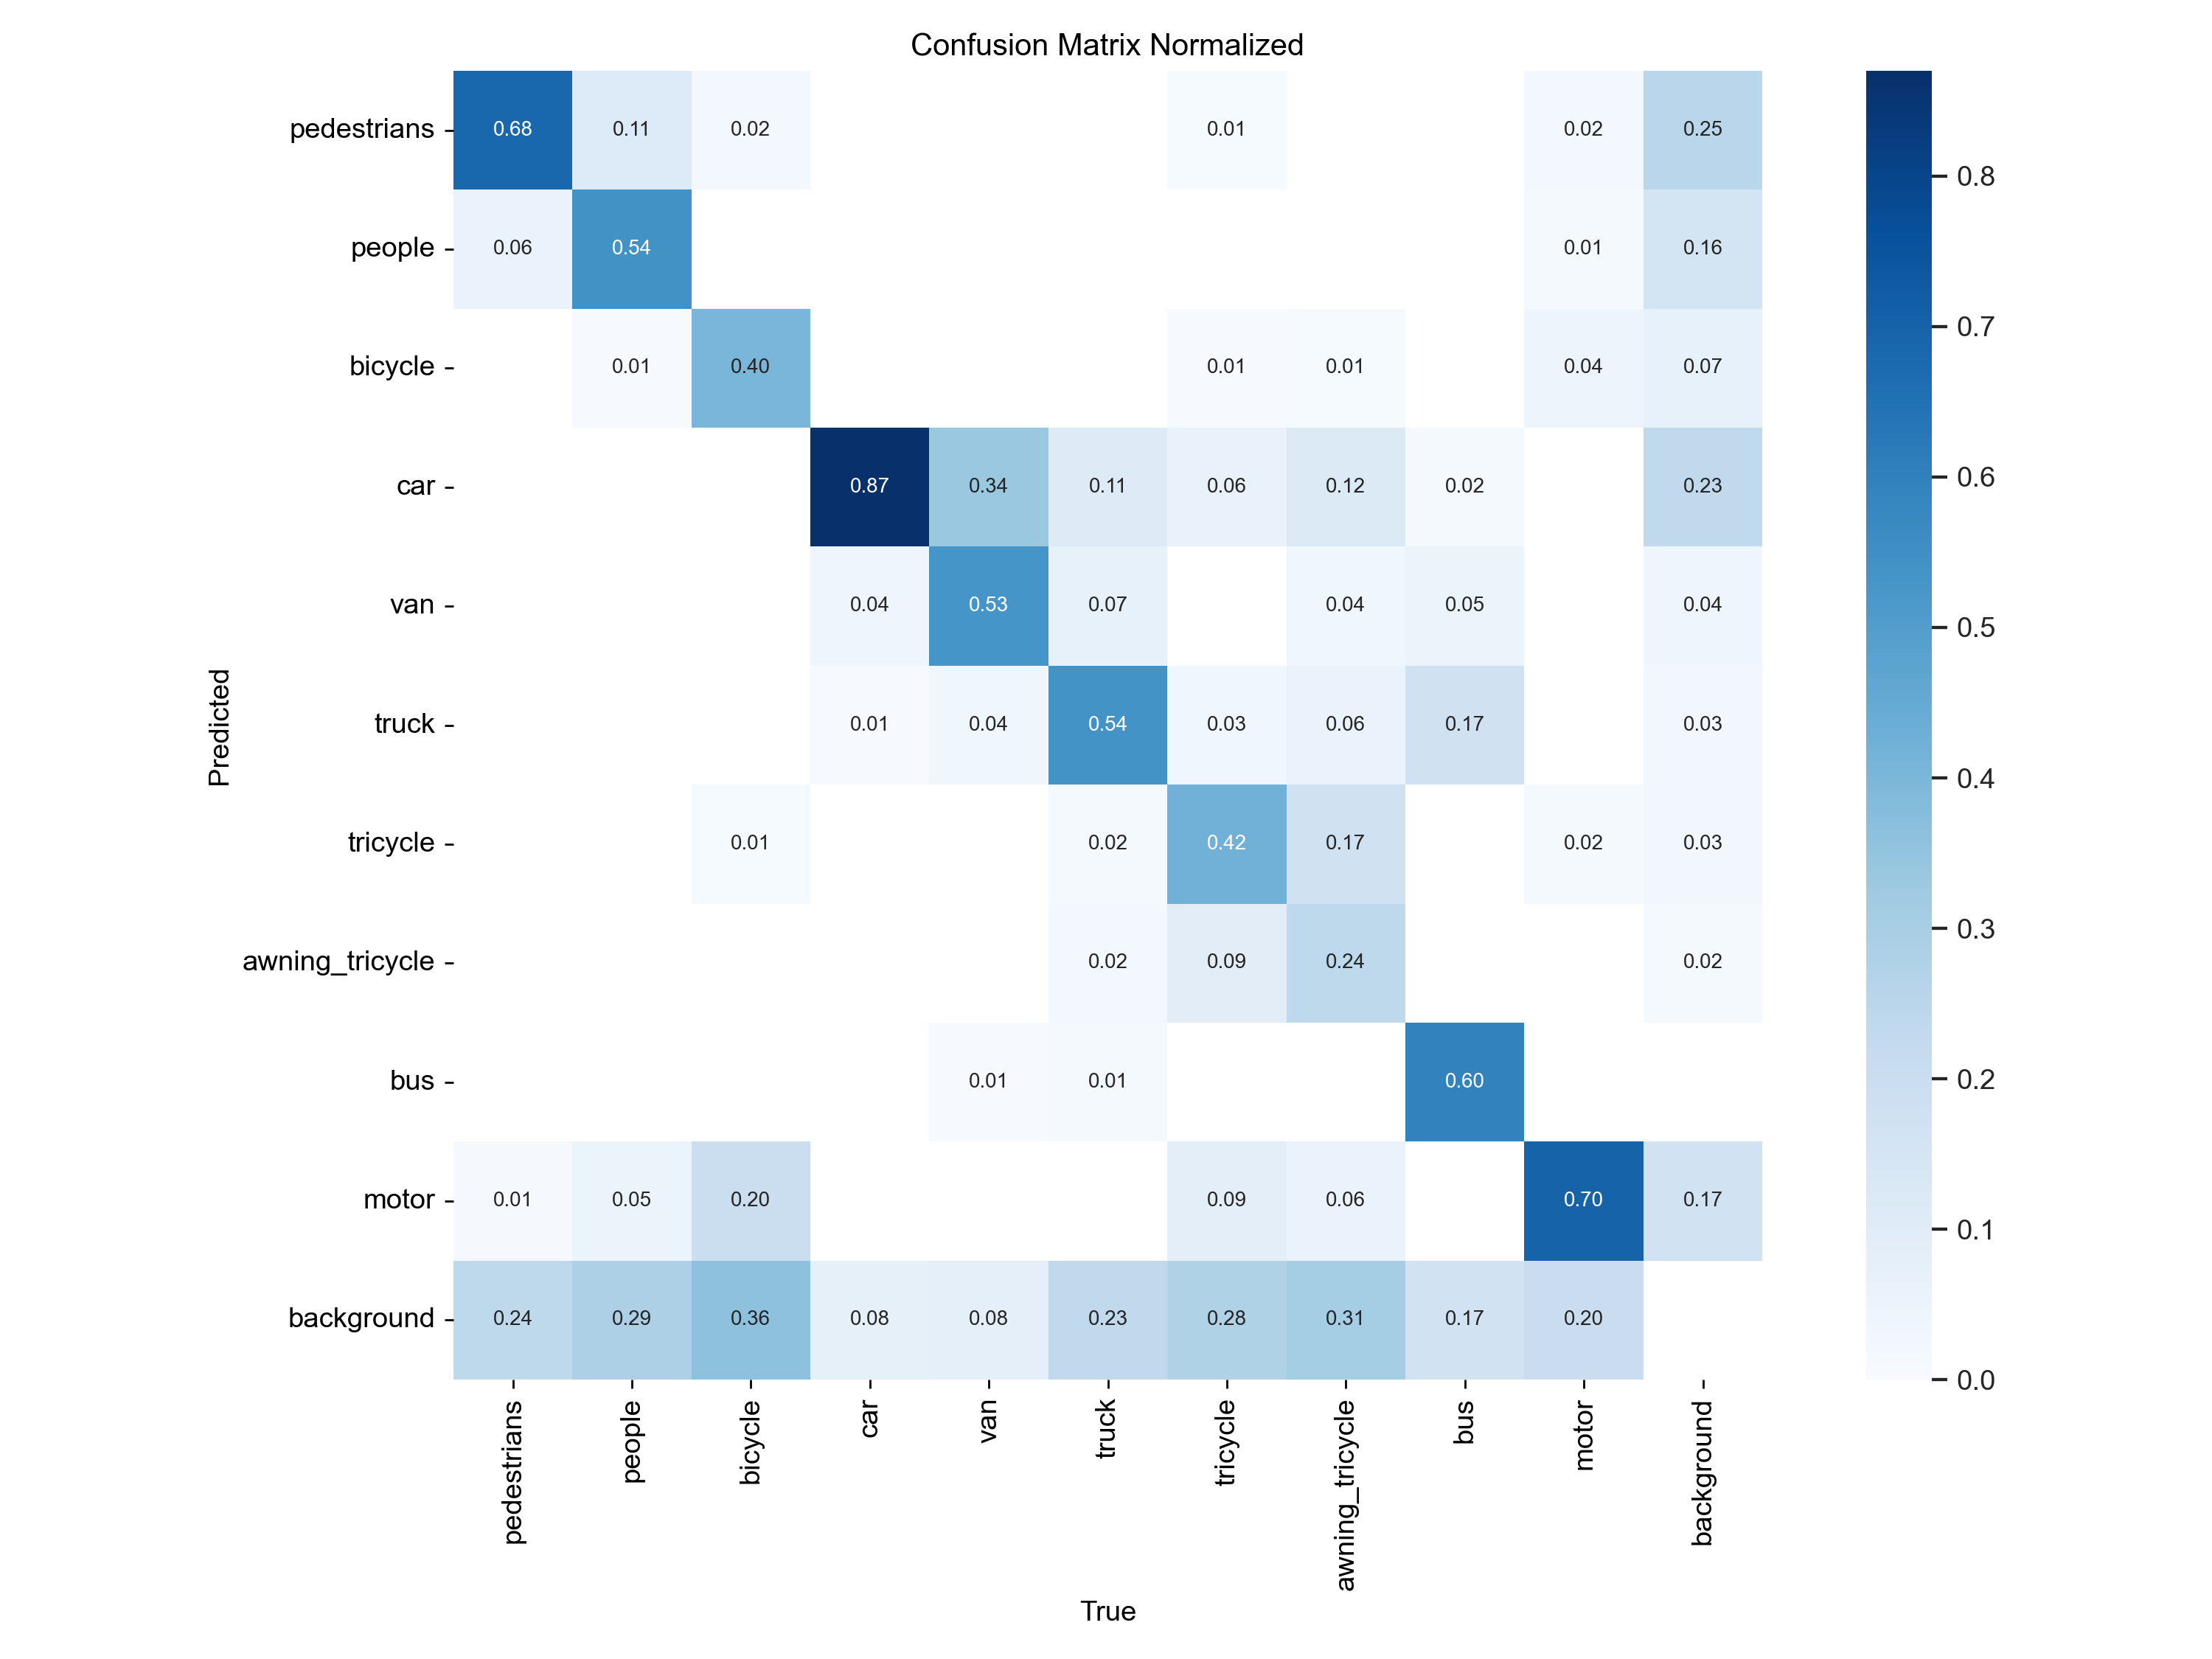 Confusion Matrix Normalized
pedestrians 0.68 0.11 0.02 0.01 0.02 0.25
people 0.06 0.54 0.01 0.16
bicycle 0.01 0.40 0.01 0.01 0.04 0.07
car 0.87 0.34 0.11 0.06 0.12 0.02 0.23
van 0.04 0.53 0.07 0.04 0.05 0.04
truck 0.01 0.04 0.54 0.03 0.06 0.17 0.03
tricycle 0.01 0.02 0.42 0.17 0.02 0.03
awning_tricycle 0.02 0.09 0.24 0.02
bus 0.01 0.01 0.60
motor 0.01 0.05 0.20 0.09 0.06 0.70 0.17
background 0.24 0.29 0.36 0.08 0.08 0.23 0.28 0.31 0.17 0.20
Predicted
pedestrians
people
bicycle
car
van
truck
tricycle
awning_tricycle
bus
motor
background
True
0.8
0.7
0.6
0.5
0.4
0.3
0.2
0.1
0.0